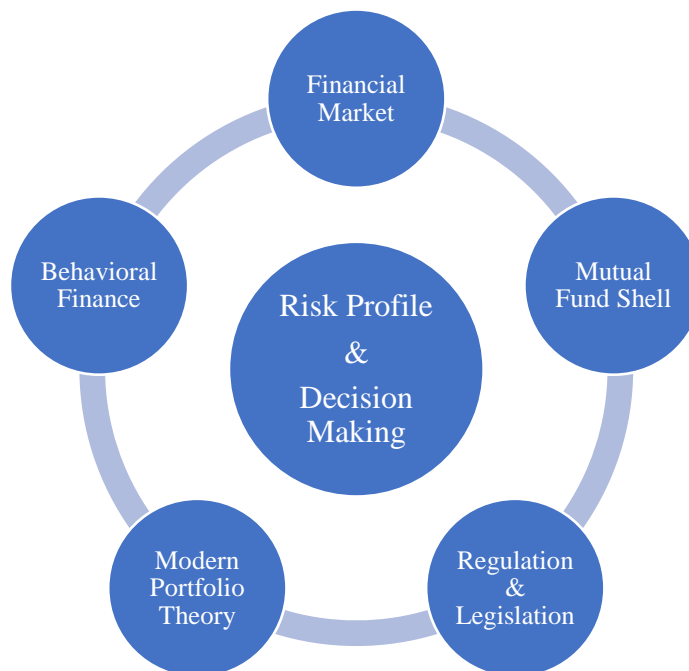 Financial
Market
Behavioral
Finance
Mutual
Fund Shell
Risk Profile
&
Decision
Making
Modern
Portfolio
Theory
Regulation
&
Legislation